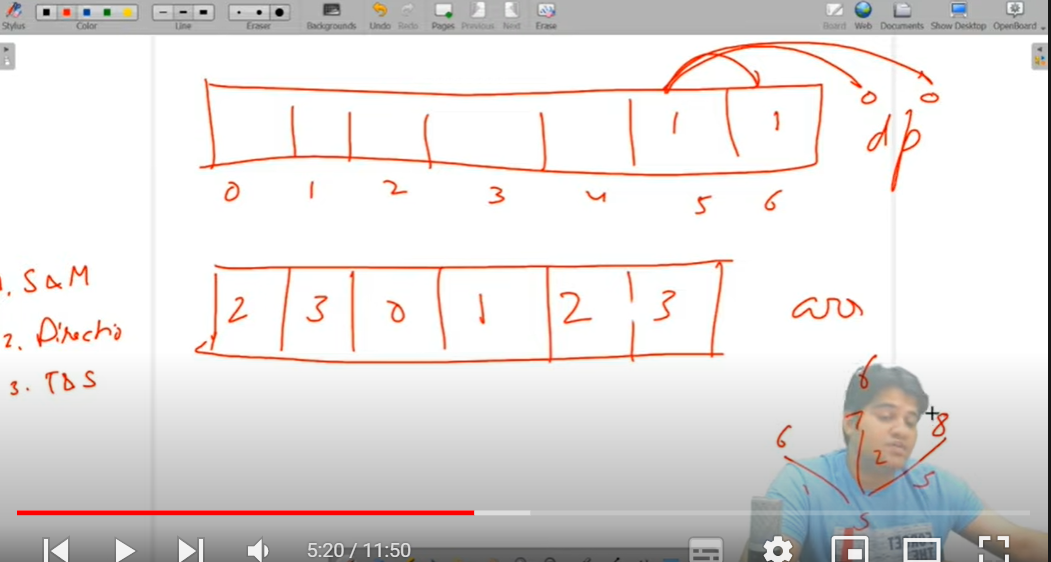 Stylus Color Line Eraser Backgrounds Undo Redo Pages Previous Next Erase Board Web Documents Show Desktop OpenBoard
1 1 0 0
dp
0 1 2 3 4 5 6
1. S&M
2 3 0 1 2 3 arr
2. Directio
3. T&S
6 7 8
1 2 5
5
5:20 / 11:50